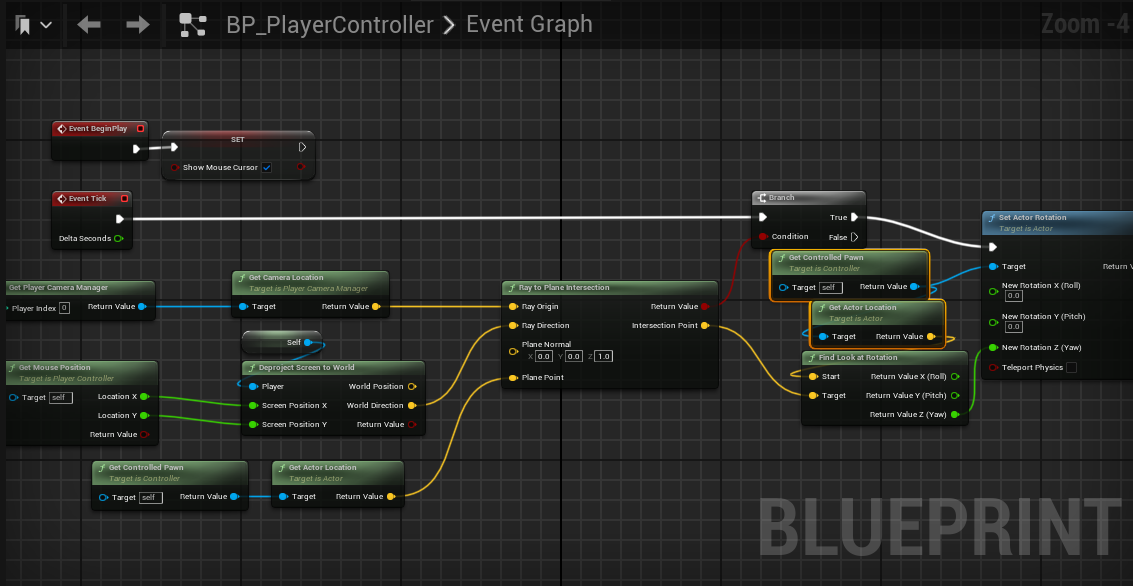 BP_PlayerController > Event Graph
Zoom -4
Event BeginPlay
SET
Show Mouse Cursor
Event Tick
Delta Seconds
Branch
True
Condition
False
Set Actor Rotation
Target is Actor
Target
Return V
New Rotation X (Roll)
0.0
New Rotation Y (Pitch)
0.0
New Rotation Z (Yaw)
Teleport Physics
Get Controlled Pawn
Target is Controller
Target self
Return Value
Get Actor Location
Target is Actor
Target
Return Value
Find Look at Rotation
Start
Return Value X (Roll)
Target
Return Value Y (Pitch)
Return Value Z (Yaw)
Get Player Camera Manager
Player Index 0
Return Value
Get Camera Location
Target is Player Camera Manager
Target
Return Value
Ray to Plane Intersection
Ray Origin
Return Value
Ray Direction
Intersection Point
Plane Normal
X 0.0 Y 0.0 Z 1.0
Plane Point
Self
Get Mouse Position
Target is Player Controller
Target self
Location X
Location Y
Return Value
Deproject Screen to World
Player
World Position
Screen Position X
World Direction
Screen Position Y
Return Value
Get Controlled Pawn
Target is Controller
Target self
Return Value
Get Actor Location
Target is Actor
Target
Return Value
BLUEPRINT